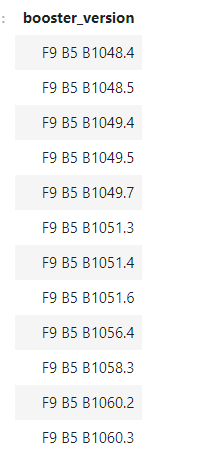 : booster_version
F9 B5 B1048.4
F9 B5 B1048.5
F9 B5 B1049.4
F9 B5 B1049.5
F9 B5 B1049.7
F9 B5 B1051.3
F9 B5 B1051.4
F9 B5 B1051.6
F9 B5 B1056.4
F9 B5 B1058.3
F9 B5 B1060.2
F9 B5 B1060.3